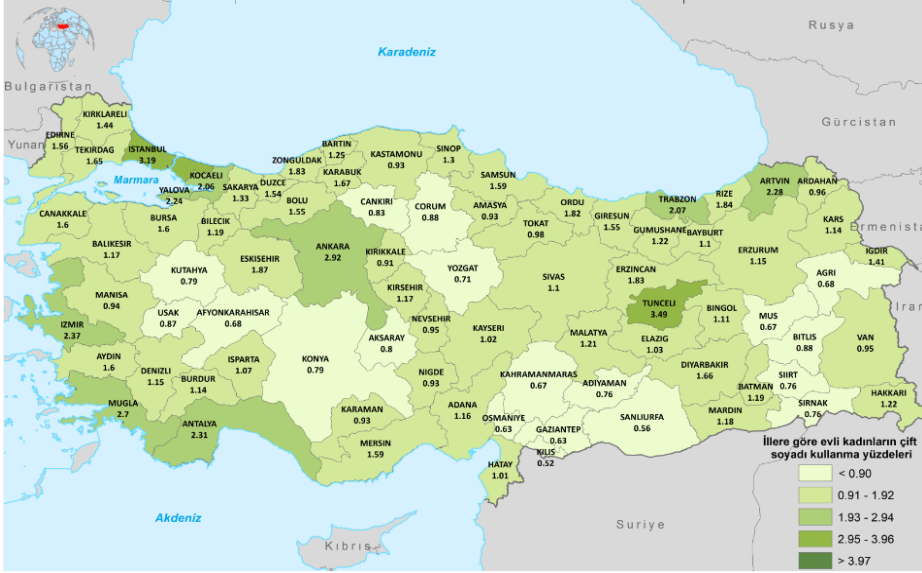 Rusya
Karadeniz
Bulgaristan
Gürcistan
KIRKLARELI
1.44
EDIRNE
1.56
Yunan
TEKIRDAG
1.65
ISTANBUL
3.19
KOCAELI
2.06
Marmara
YALOVA
2.24
SAKARYA
1.33
DUZCE
1.54
ZONGULDAK
1.83
BARTIN
1.25
KARABUK
1.67
KASTAMONU
0.93
SINOP
1.3
SAMSUN
1.59
BOLU
1.55
CANKIRI
0.83
CORUM
0.88
AMASYA
0.93
TOKAT
0.98
ORDU
1.82
GIRESUN
1.55
TRABZON
2.07
GUMUSHANE
1.22
RIZE
1.84
BAYBURT
1.1
ARTVIN
2.28
ARDAHAN
0.96
KARS
1.14
Ermenista
IGDIR
1.41
CANAKKALE
1.6
BURSA
1.6
BILECIK
1.19
BALIKESIR
1.17
KUTAHYA
0.79
ESKISEHIR
1.87
ANKARA
2.92
KIRIKKALE
0.91
YOZGAT
0.71
KIRSEHIR
1.17
SIVAS
1.1
ERZINCAN
1.83
ERZURUM
1.15
AGRI
0.68
Iran
MANISA
0.94
USAK
0.87
AFYONKARAHISAR
0.68
IZMIR
2.37
AYDIN
1.6
DENIZLI
1.15
BURDUR
1.14
ISPARTA
1.07
KONYA
0.79
AKSARAY
0.8
NEVSEHIR
0.95
KAYSERI
1.02
MALATYA
1.21
TUNCELI
3.49
ELAZIG
1.03
BINGOL
1.11
MUS
0.67
BITLIS
0.88
VAN
0.95
MUGLA
2.7
ANTALYA
2.31
KARAMAN
0.93
MERSIN
1.59
NIGDE
0.93
ADANA
1.16
KAHRAMANMARAS
0.67
OSMANIYE
0.63
GAZIANTEP
0.63
KILIS
0.52
HATAY
1.01
ADIYAMAN
0.76
SANLIURFA
0.56
DIYARBAKIR
1.66
MARDIN
1.18
BATMAN
1.19
SIIRT
0.76
SIRNAK
0.76
HAKKARI
1.22
Akdeniz
Kıbrıs
Suriye
İllere göre evli kadınların çift
soyadı kullanma yüzdeleri
< 0.90
0.91 - 1.92
1.93 - 2.94
2.95 - 3.96
> 3.97